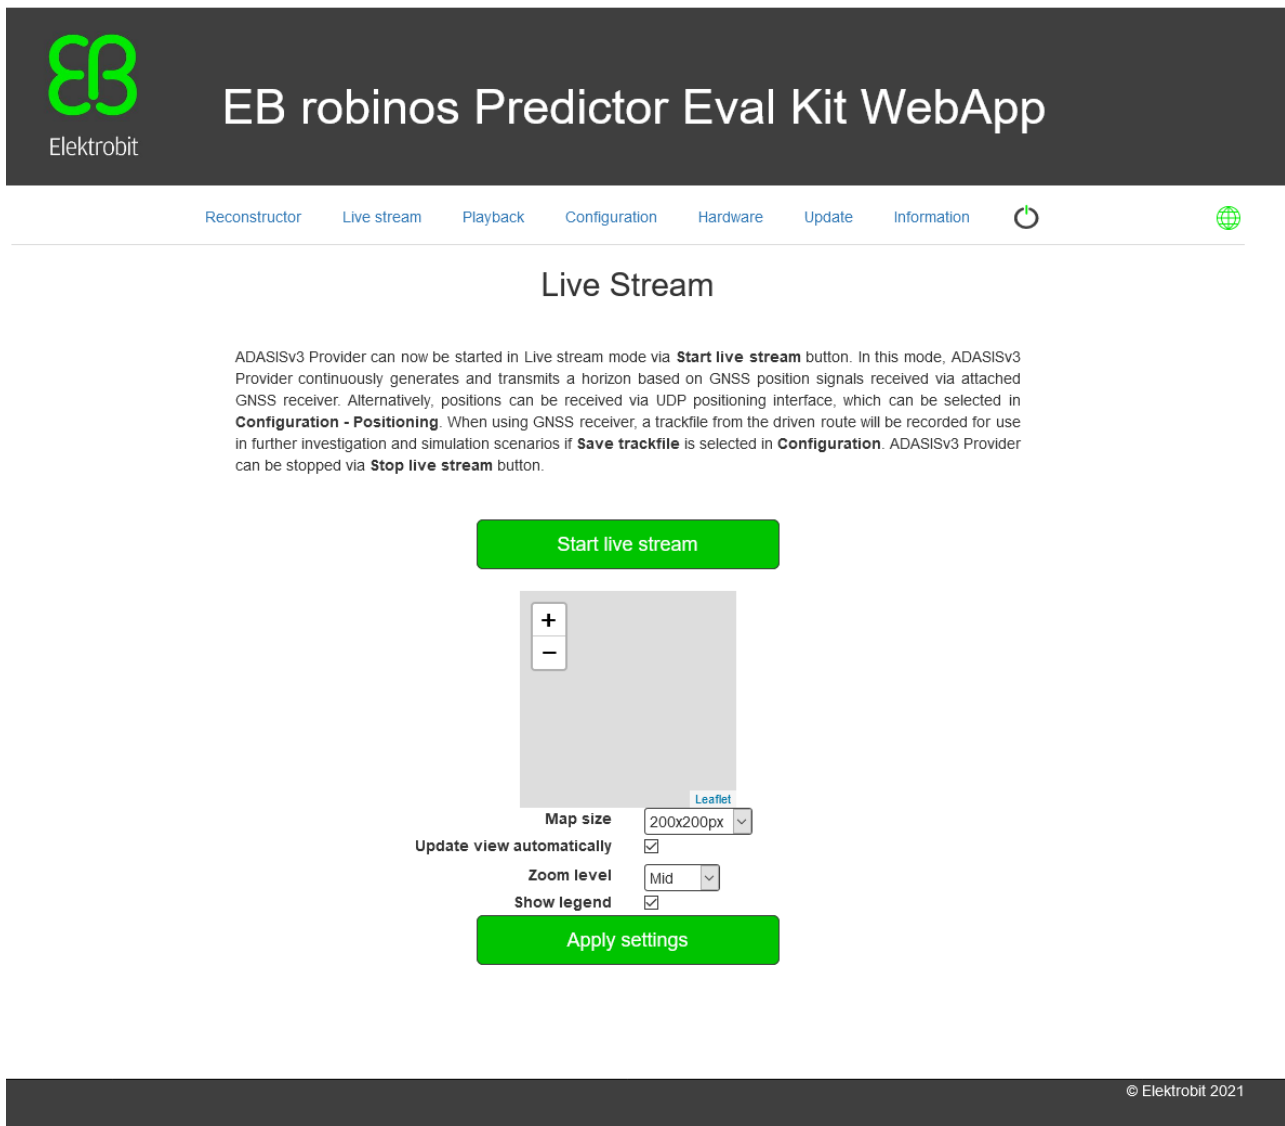 EB
Elektrobit
EB robinos Predictor Eval Kit WebApp
Reconstructor Live stream Playback Configuration Hardware Update Information
Live Stream
ADASISv3 Provider can now be started in Live stream mode via Start live stream button. In this mode, ADASISv3
Provider continuously generates and transmits a horizon based on GNSS position signals received via attached
GNSS receiver. Alternatively, positions can be received via UDP positioning interface, which can be selected in
Configuration - Positioning. When using GNSS receiver, a trackfile from the driven route will be recorded for use
in further investigation and simulation scenarios if Save trackfile is selected in Configuration. ADASISv3 Provider
can be stopped via Stop live stream button.
Start live stream
+
−
Leaflet
Map size 200x200px
Update view automatically
Zoom level Mid
Show legend
Apply settings
© Elektrobit 2021